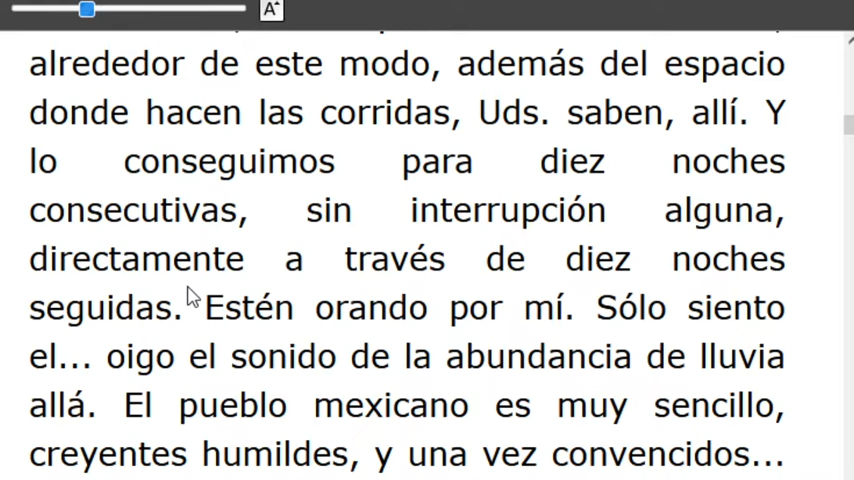 A
alrededor de este modo, además del espacio
donde hacen las corridas, Uds. saben, allí. Y
lo conseguimos para diez noches
consecutivas, sin interrupción alguna,
directamente a través de diez noches
seguidas. Estén orando por mí. Sólo siento
el... oigo el sonido de la abundancia de lluvia
allá. El pueblo mexicano es muy sencillo,
creyentes humildes, y una vez convencidos...